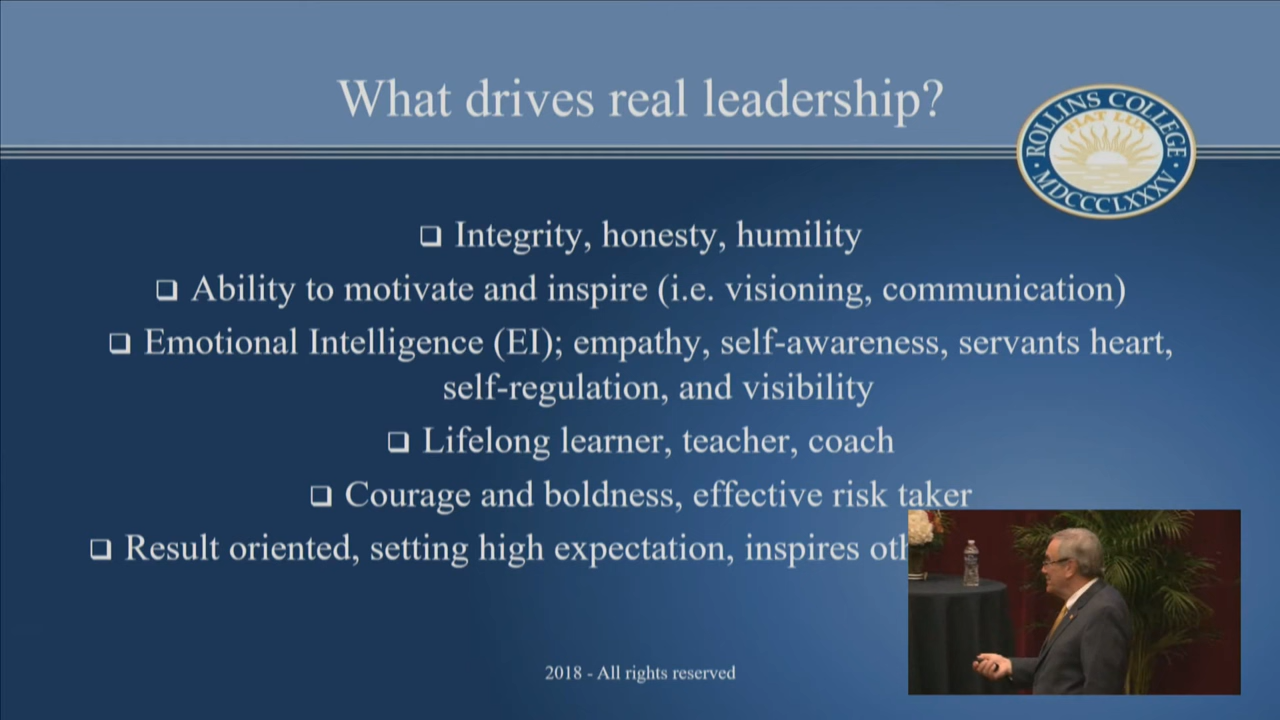 What drives real leadership?
ROLLINS COLLEGE
FIAT LUX
MDCCCLXXXV
❑ Integrity, honesty, humility
❑ Ability to motivate and inspire (i.e. visioning, communication)
❑ Emotional Intelligence (EI); empathy, self-awareness, servants heart,
self-regulation, and visibility
❑ Lifelong learner, teacher, coach
❑ Courage and boldness, effective risk taker
❑ Result oriented, setting high expectation, inspires
2018 - All rights reserved